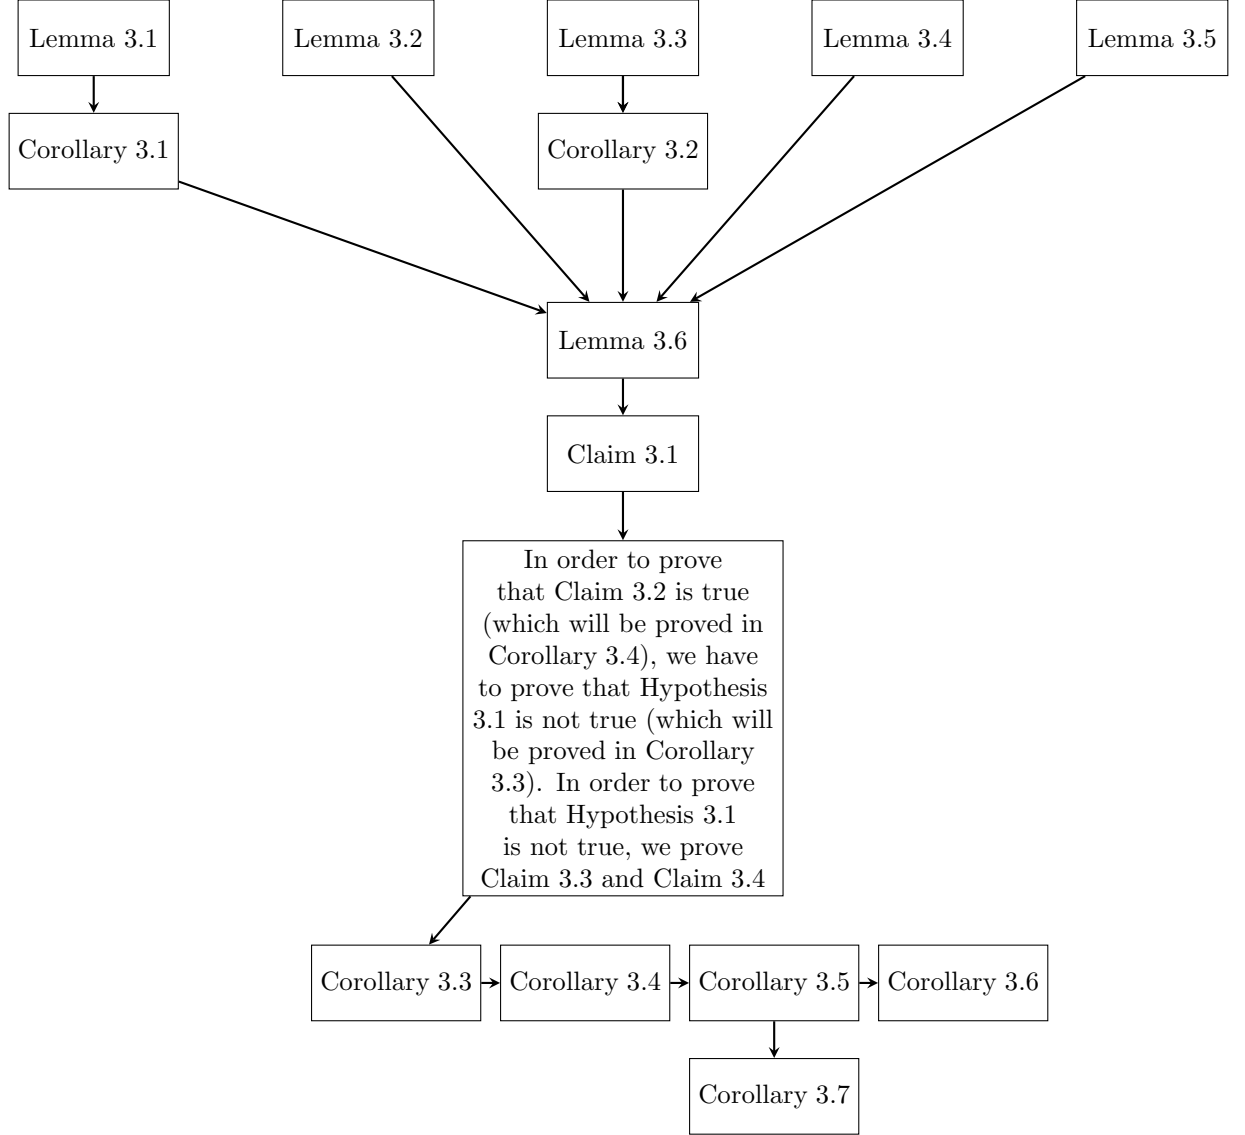 Lemma 3.1
Lemma 3.2
Lemma 3.3
Lemma 3.4
Lemma 3.5
Corollary 3.1
Corollary 3.2
Lemma 3.6
Claim 3.1
In order to prove
that Claim 3.2 is true
(which will be proved in
Corollary 3.4), we have
to prove that Hypothesis
3.1 is not true (which will
be proved in Corollary
3.3). In order to prove
that Hypothesis 3.1
is not true, we prove
Claim 3.3 and Claim 3.4
Corollary 3.3
Corollary 3.4
Corollary 3.5
Corollary 3.6
Corollary 3.7